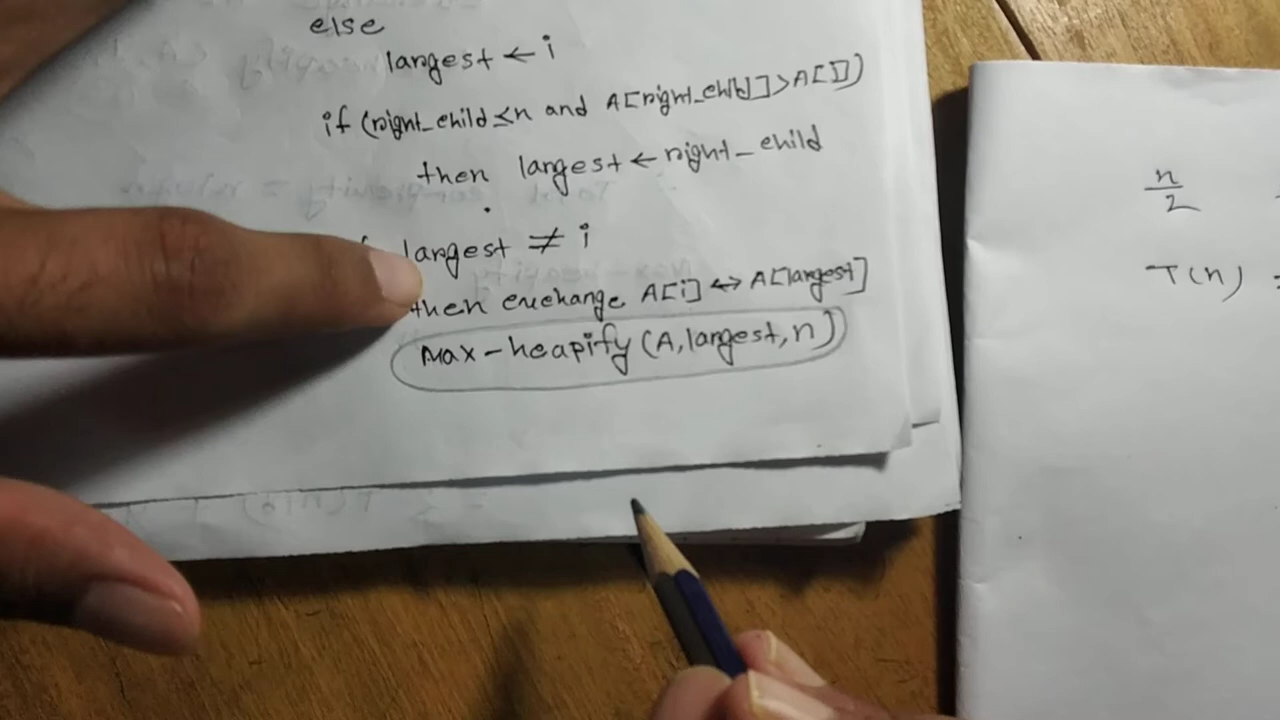 else
largest ← i
if (right_child ≤ n and A[right_child] > A[I])
then largest ← right_child
largest ≠ i
then exchange A[i] ↔ A[largest]
Max-heapify (A, largest, n)
n/2
T(n)